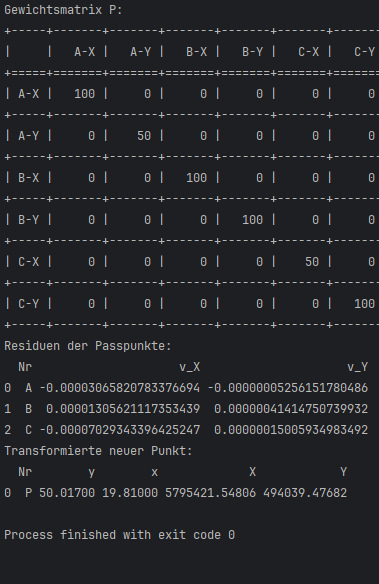 Gewichtsmatrix P:
+-----+-------+-------+-------+-------+-------+-------
|     |   A-X |   A-Y |   B-X |   B-Y |   C-X |   C-Y
+=====+=======+=======+=======+=======+=======+=======
| A-X |   100 |     0 |     0 |     0 |     0 |     0
+-----+-------+-------+-------+-------+-------+-------
| A-Y |     0 |    50 |     0 |     0 |     0 |     0
+-----+-------+-------+-------+-------+-------+-------
| B-X |     0 |     0 |   100 |     0 |     0 |     0
+-----+-------+-------+-------+-------+-------+-------
| B-Y |     0 |     0 |     0 |   100 |     0 |     0
+-----+-------+-------+-------+-------+-------+-------
| C-X |     0 |     0 |     0 |     0 |    50 |     0
+-----+-------+-------+-------+-------+-------+-------
| C-Y |     0 |     0 |     0 |     0 |     0 |   100
+-----+-------+-------+-------+-------+-------+-------
Residuen der Passpunkte:
  Nr                    v_X                    v_Y
0  A -0.00003065820783376694 -0.00000005256151780486
1  B  0.00001305621117353439  0.00000041414750739932
2  C -0.00007029343396425247  0.00000015005934983492
Transformierte neuer Punkt:
  Nr        y        x             X            Y
0  P 50.01700 19.81000 5795421.54806 494039.47682
Process finished with exit code 0